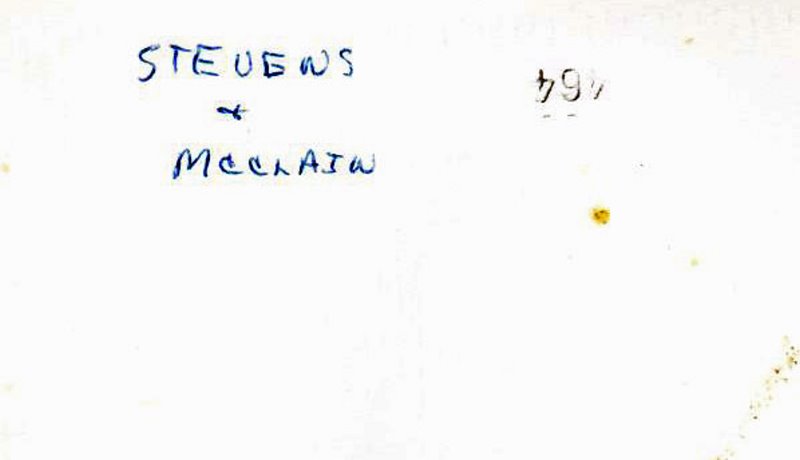 STEVENS
+
MCCLAIN